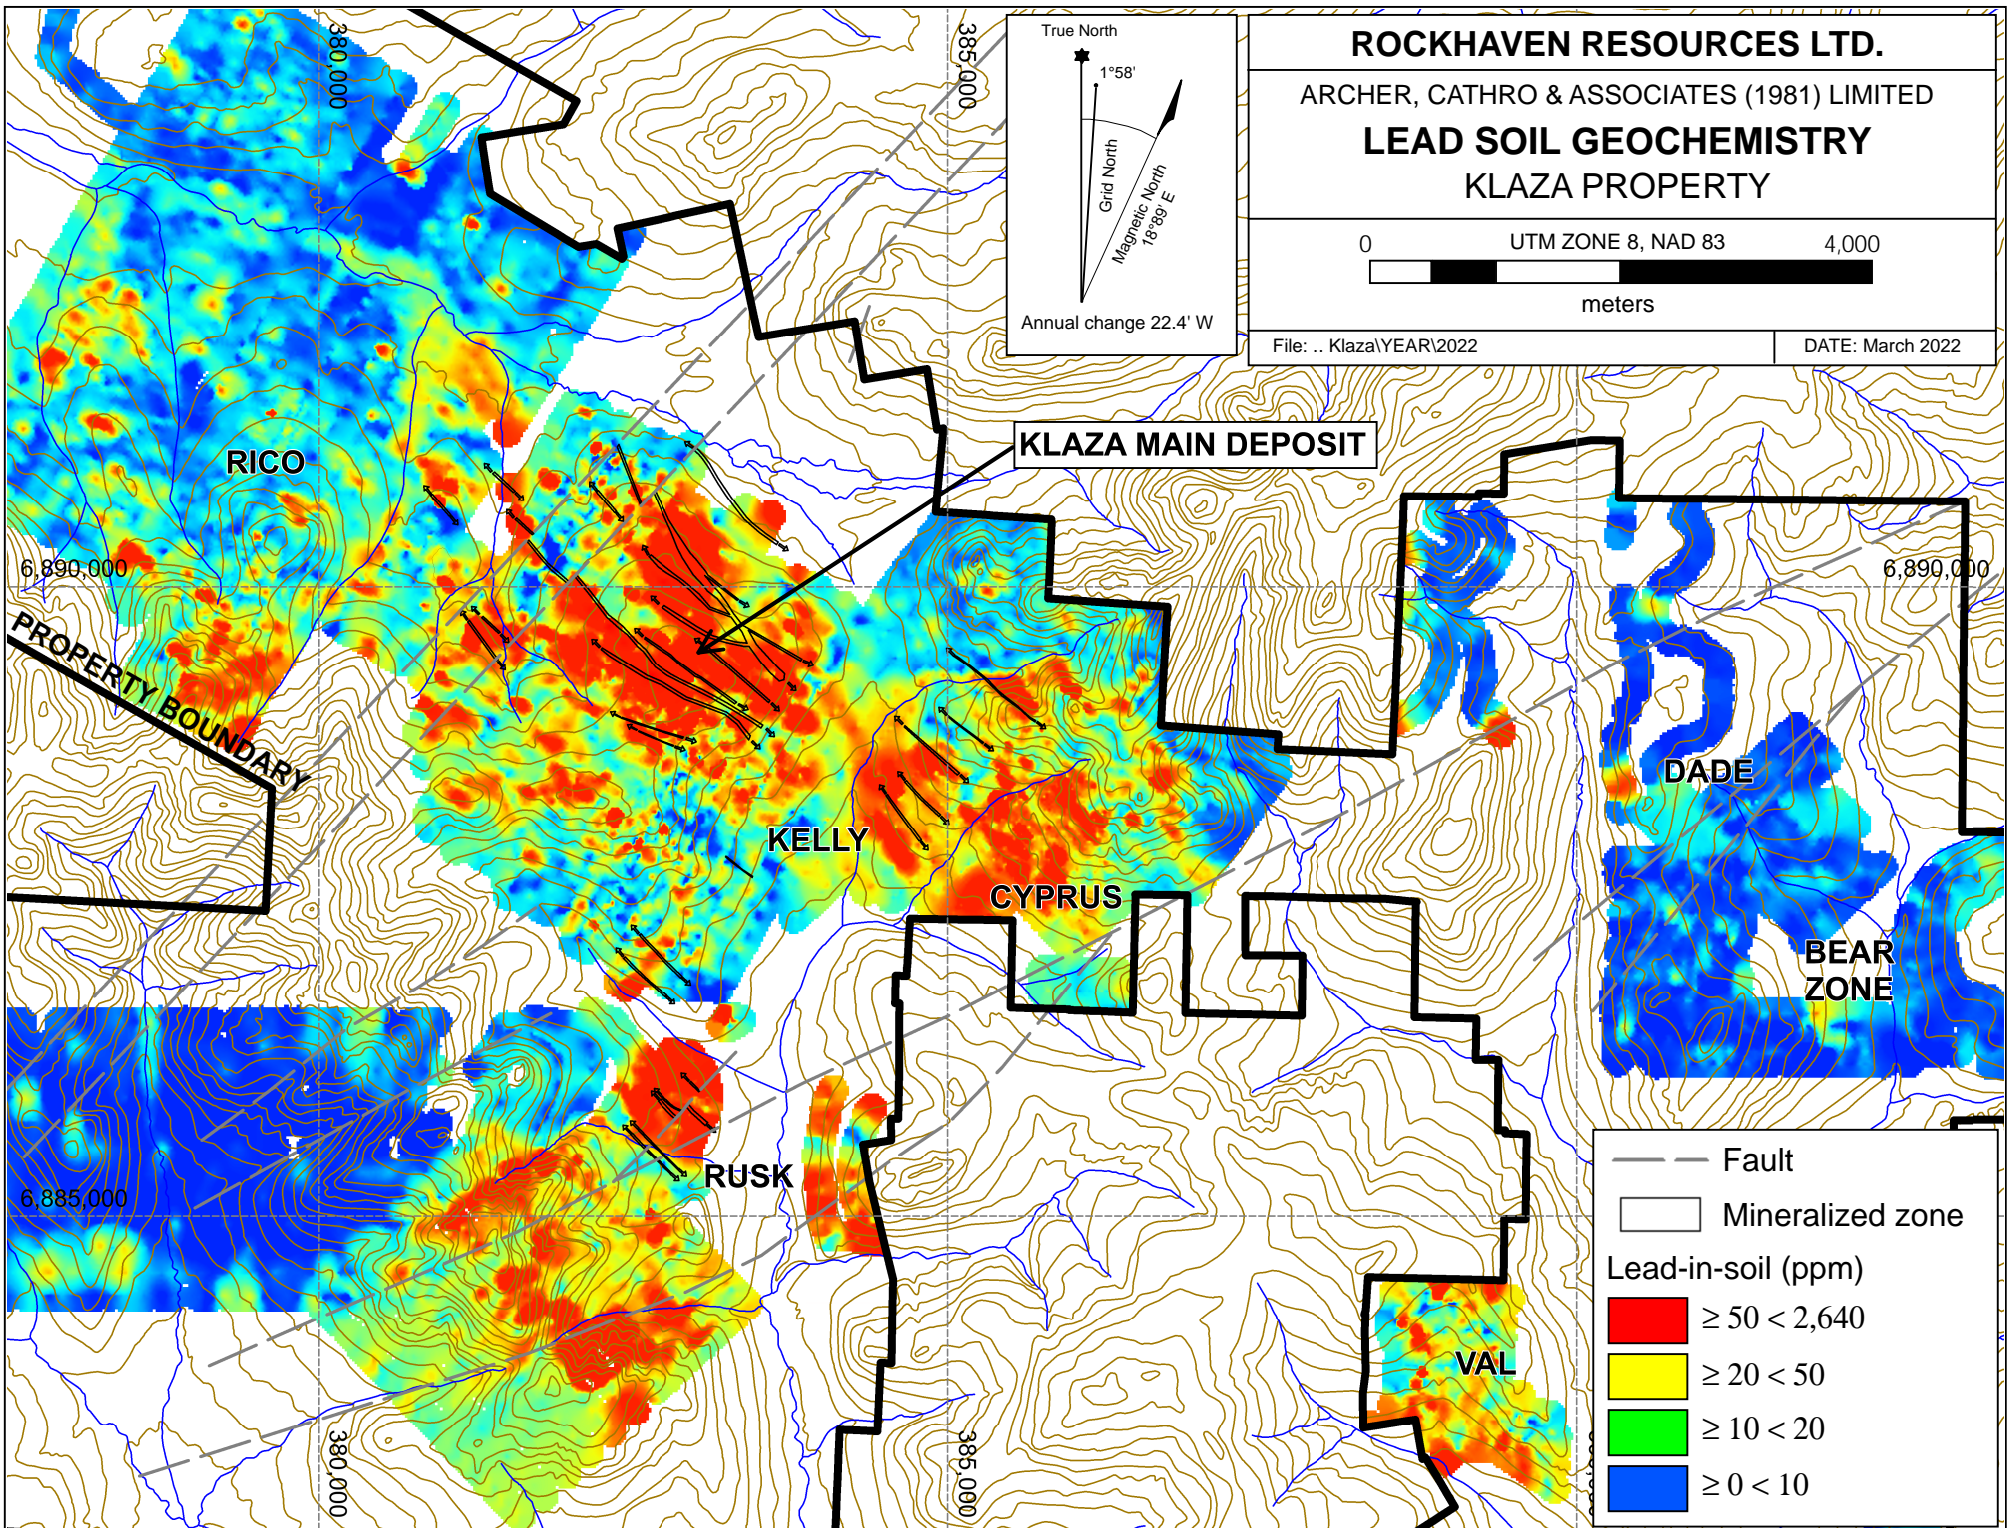 ROCKHAVEN RESOURCES LTD.
ARCHER, CATHRO & ASSOCIATES (1981) LIMITED
LEAD SOIL GEOCHEMISTRY
KLAZA PROPERTY
0 UTM ZONE 8, NAD 83 4,000
meters
File: .. Klaza\YEAR\2022
DATE: March 2022
True North
1°58'
Grid North
Magnetic North
18°89' E
Annual change 22.4' W
380,000
385,000
KLAZA MAIN DEPOSIT
RICO
6,890,000
6,890,000
PROPERTY BOUNDARY
DADE
KELLY
CYPRUS
BEAR
ZONE
RUSK
6,885,000
VAL
380,000
385,000
Fault
Mineralized zone
Lead-in-soil (ppm)
≥ 50 < 2,640
≥ 20 < 50
≥ 10 < 20
≥ 0 < 10